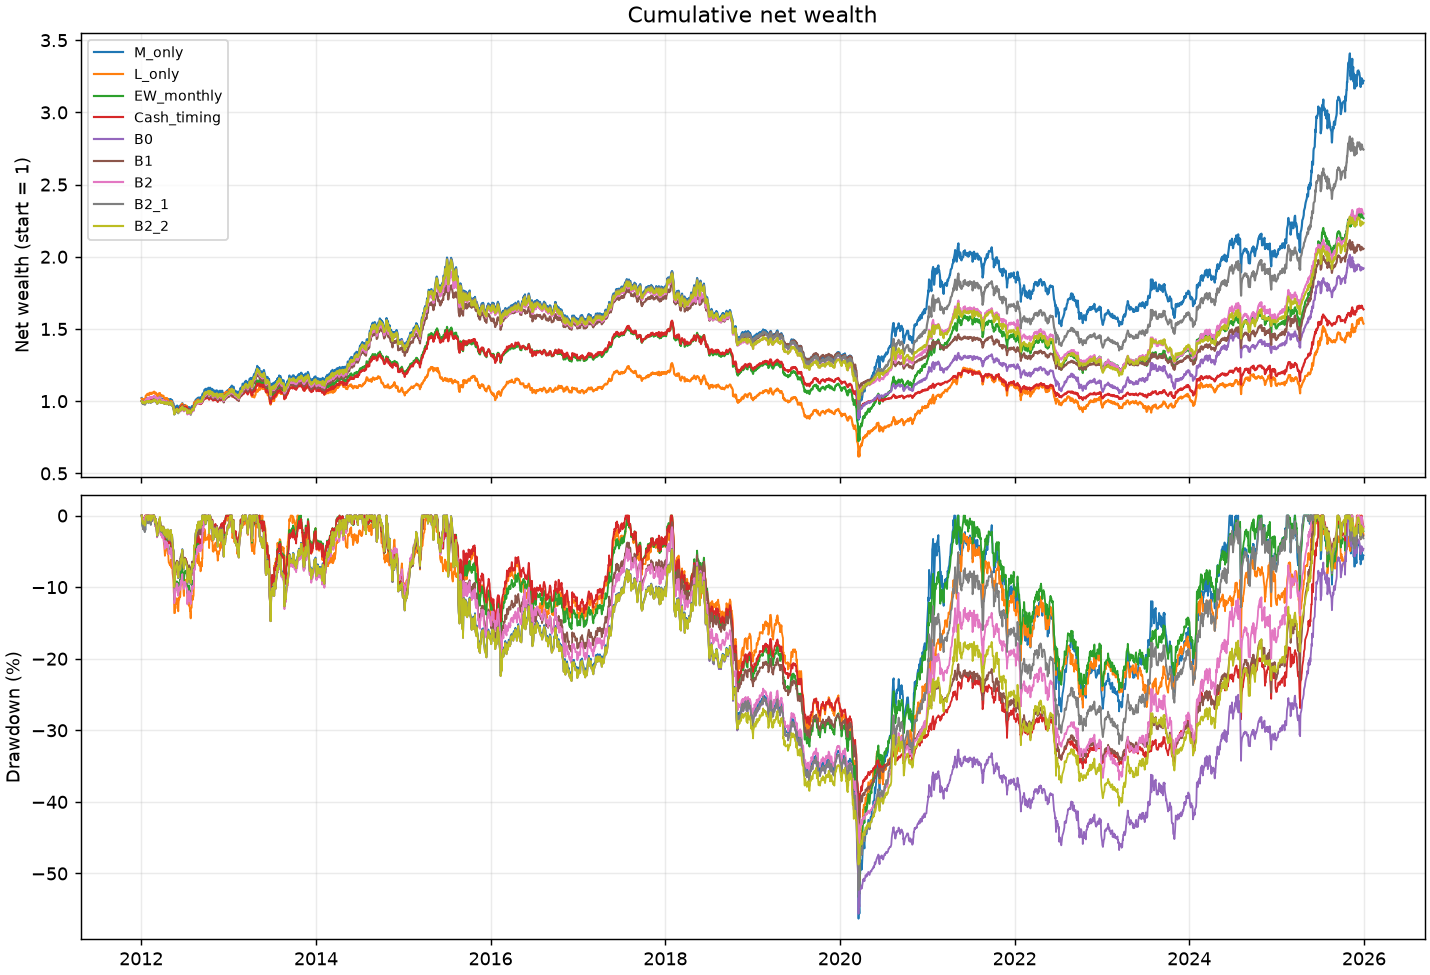 Cumulative net wealth
3.5
3.0
2.5
2.0
1.5
1.0
0.5
Net wealth (start = 1)
M_only
L_only
EW_monthly
Cash_timing
B0
B1
B2
B2_1
B2_2
0
−10
−20
−30
−40
−50
Drawdown (%)
2012 2014 2016 2018 2020 2022 2024 2026